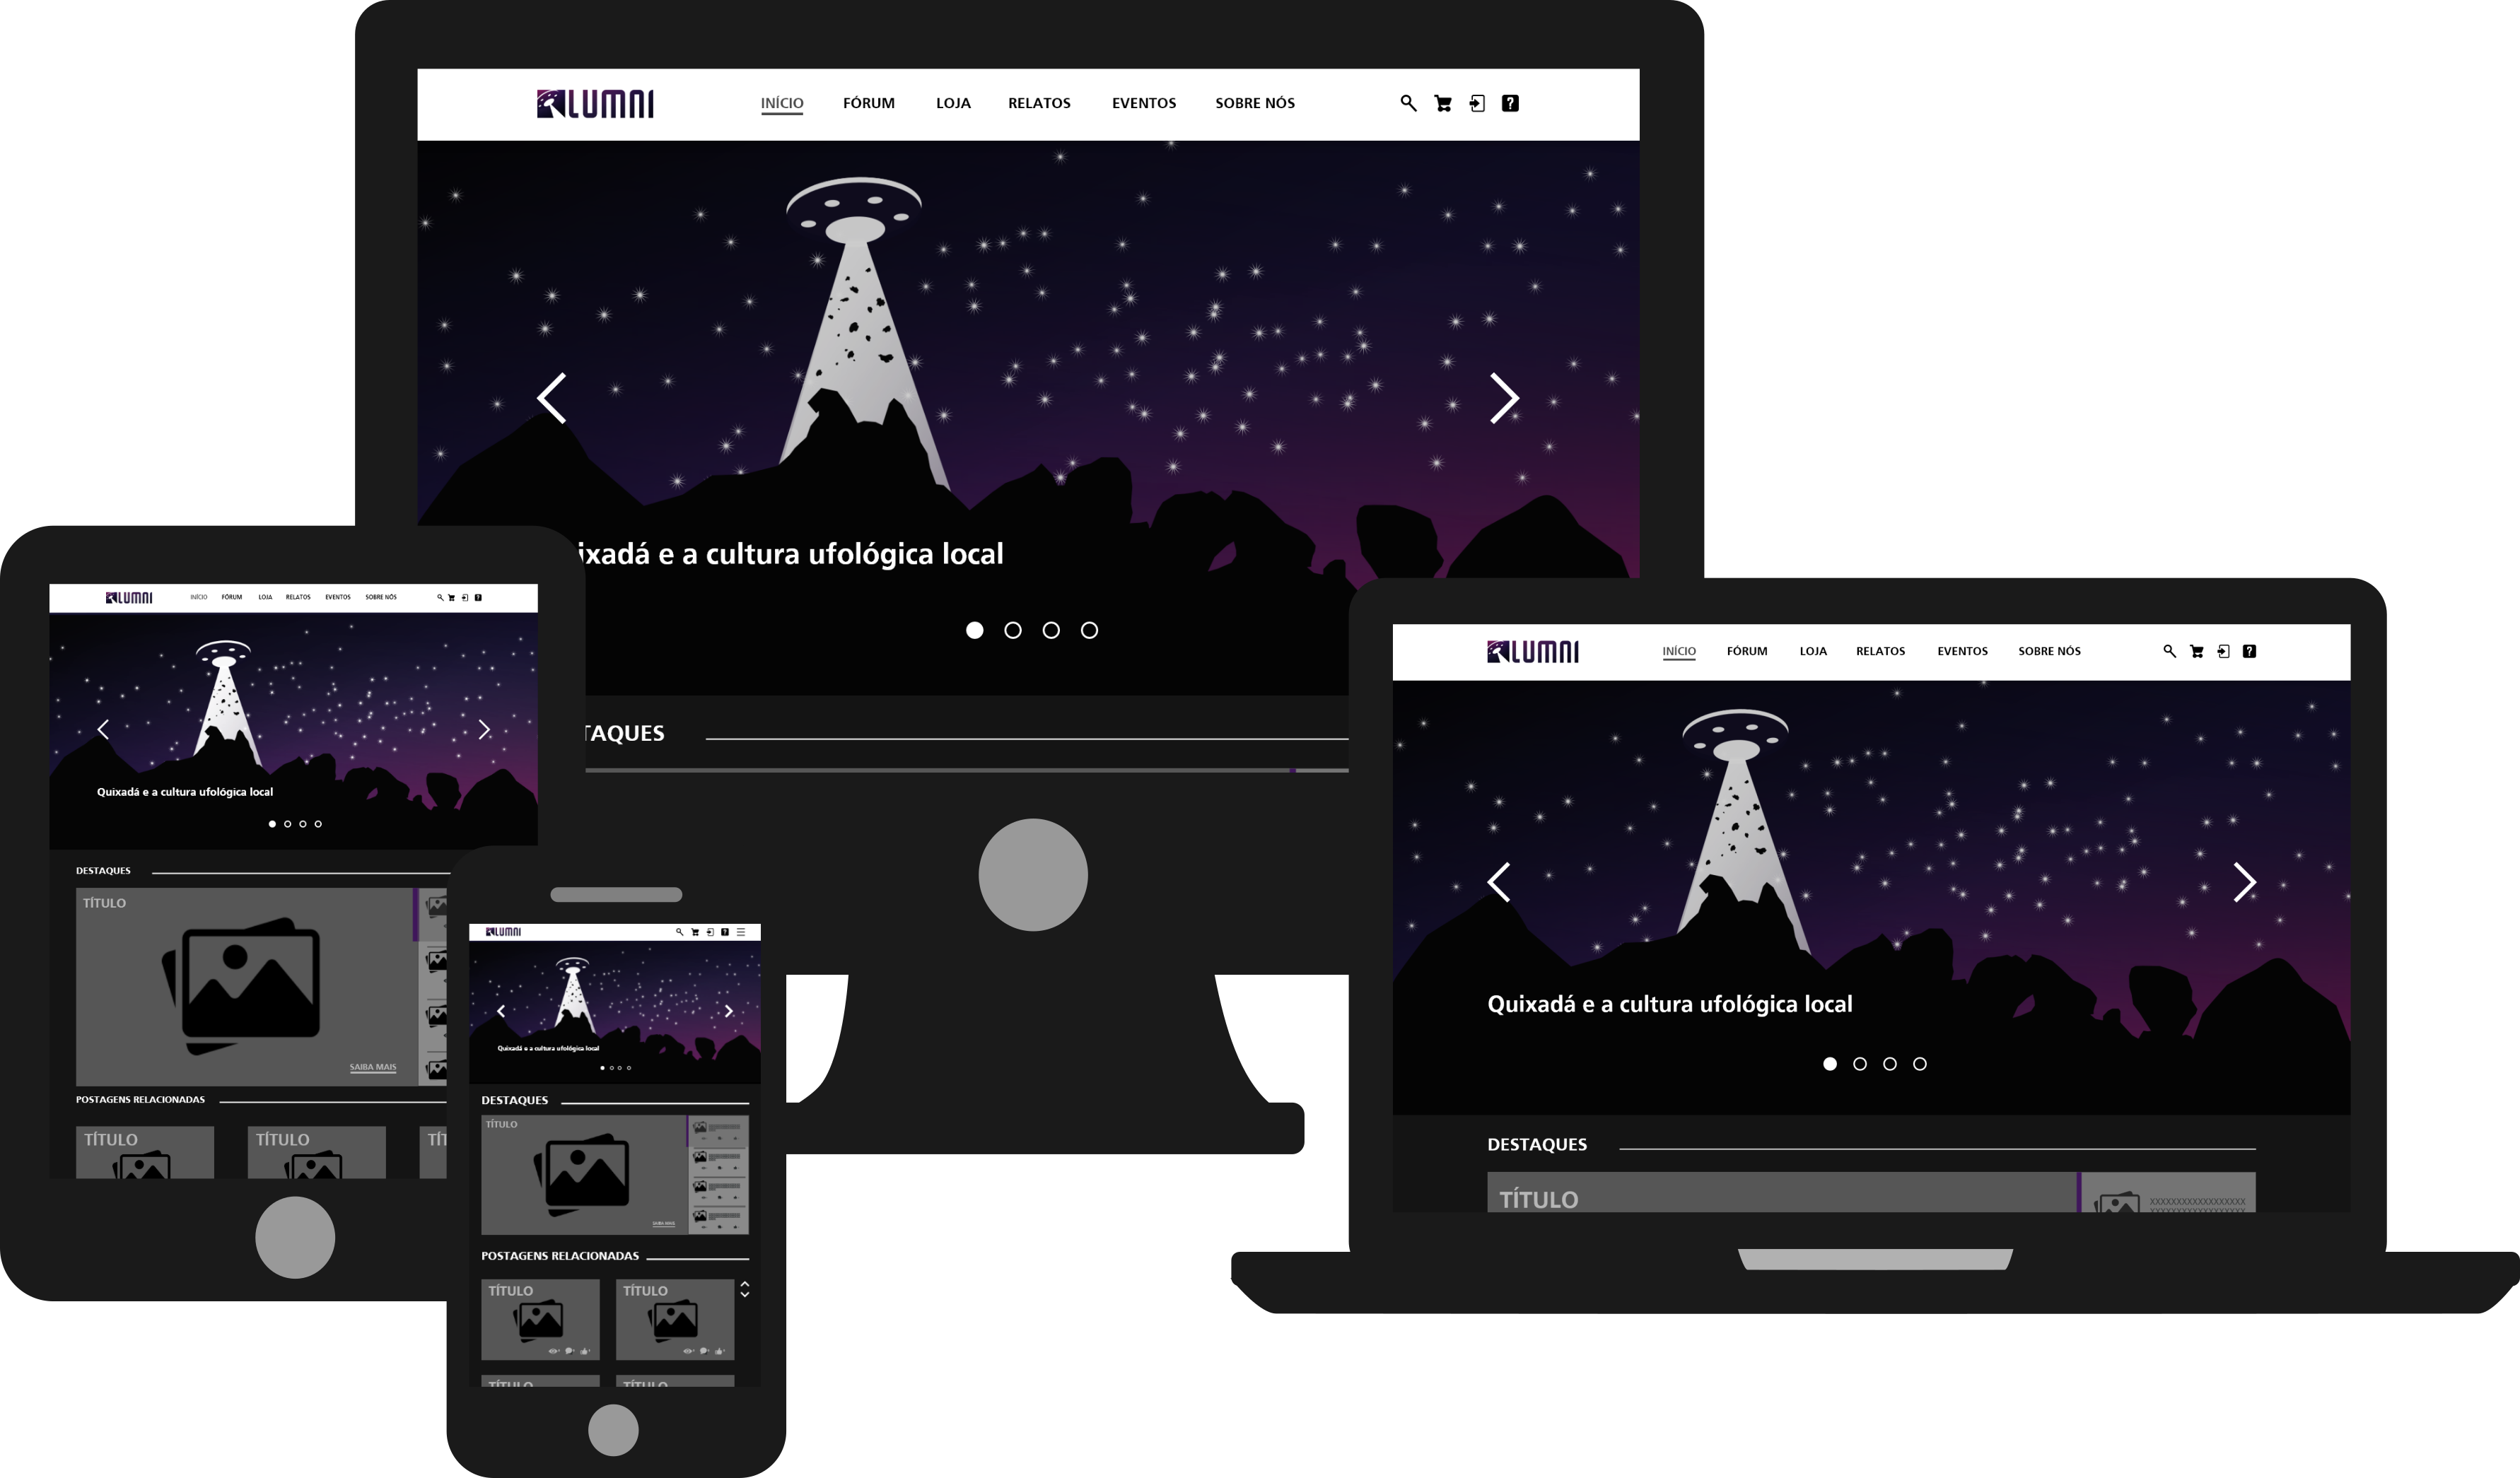 LUMNI
INÍCIO FÓRUM LOJA RELATOS EVENTOS SOBRE NÓS ?
ixadá e a cultura ufológica local
TAQUES
LUMNI
INÍCIO FÓRUM LOJA RELATOS EVENTOS SOBRE NÓS ?
Quixadá e a cultura ufológica local
DESTAQUES
TÍTULO
SAIBA MAIS
POSTAGENS RELACIONADAS
TÍTULO TÍTULO TÍT
LUMNI
?
Quixadá e a cultura ufológica local
DESTAQUES
TÍTULO
SAIBA MAIS
POSTAGENS RELACIONADAS
TÍTULO TÍTULO
TÍTULO TÍTULO
LUMNI
INÍCIO FÓRUM LOJA RELATOS EVENTOS SOBRE NÓS ?
Quixadá e a cultura ufológica local
DESTAQUES
TÍTULO